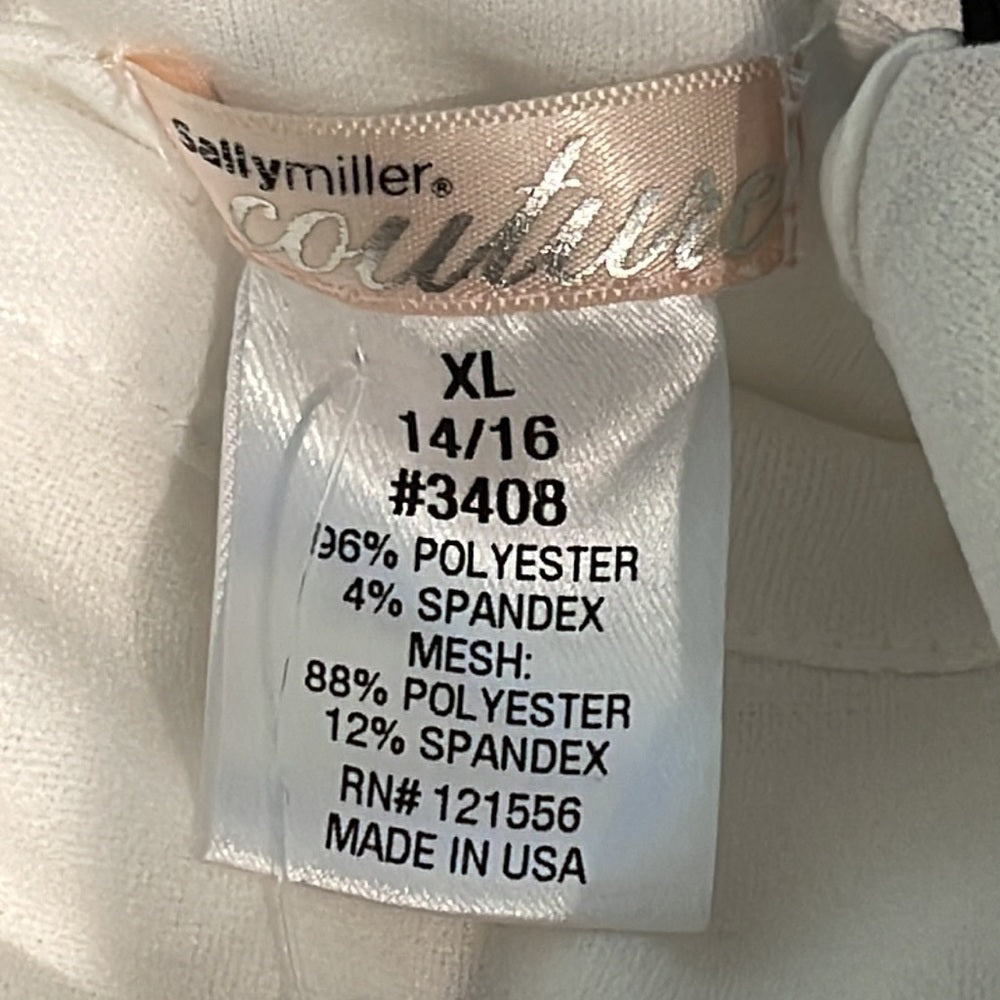 Sallymiller®
couture
XL
14/16
#3408
96% POLYESTER
4% SPANDEX
MESH:
88% POLYESTER
12% SPANDEX
RN# 121556
MADE IN USA